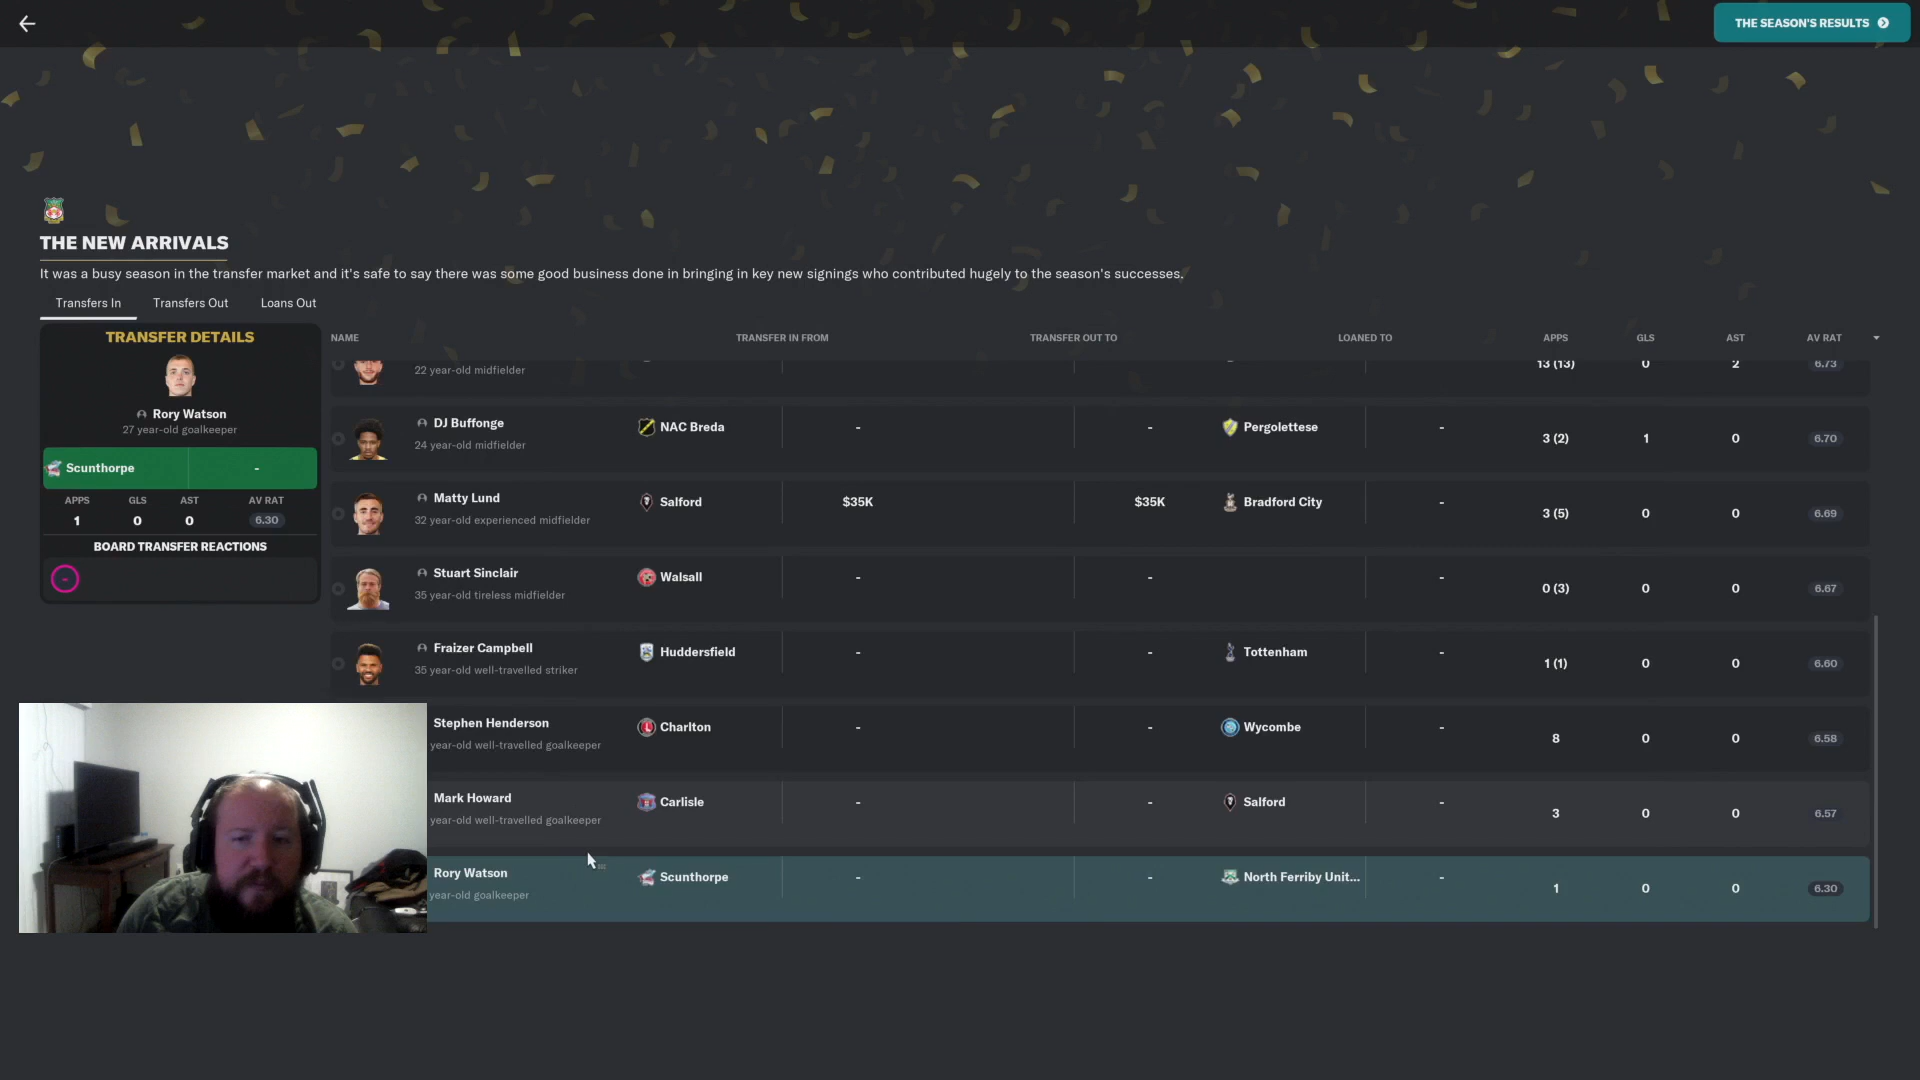 THE SEASON'S RESULTS
THE NEW ARRIVALS
It was a busy season in the transfer market and it's safe to say there was some good business done in bringing in key new signings who contributed hugely to the season's successes.
Transfers In Transfers Out Loans Out
TRANSFER DETAILS
Rory Watson
27 year-old goalkeeper
Scunthorpe -
APPS GLS AST AV RAT
1 0 0 6.30
BOARD TRANSFER REACTIONS
-
NAME TRANSFER IN FROM TRANSFER OUT TO LOANED TO APPS GLS AST AV RAT
22 year-old midfielder 13 (13) 0 2 6.73
DJ Buffonge NAC Breda - - Pergolettese - 3 (2) 1 0 6.70
24 year-old midfielder
Matty Lund Salford $35K $35K Bradford City - 3 (5) 0 0 6.69
32 year-old experienced midfielder
Stuart Sinclair Walsall - - - 0 (3) 0 0 6.67
35 year-old tireless midfielder
Fraizer Campbell Huddersfield - - Tottenham - 1 (1) 0 0 6.60
35 year-old well-travelled striker
Stephen Henderson Charlton - - Wycombe - 8 0 0 6.58
year-old well-travelled goalkeeper
Mark Howard Carlisle - - Salford - 3 0 0 6.57
year-old well-travelled goalkeeper
Rory Watson Scunthorpe - - North Ferriby Unit... - 1 0 0 6.30
year-old goalkeeper